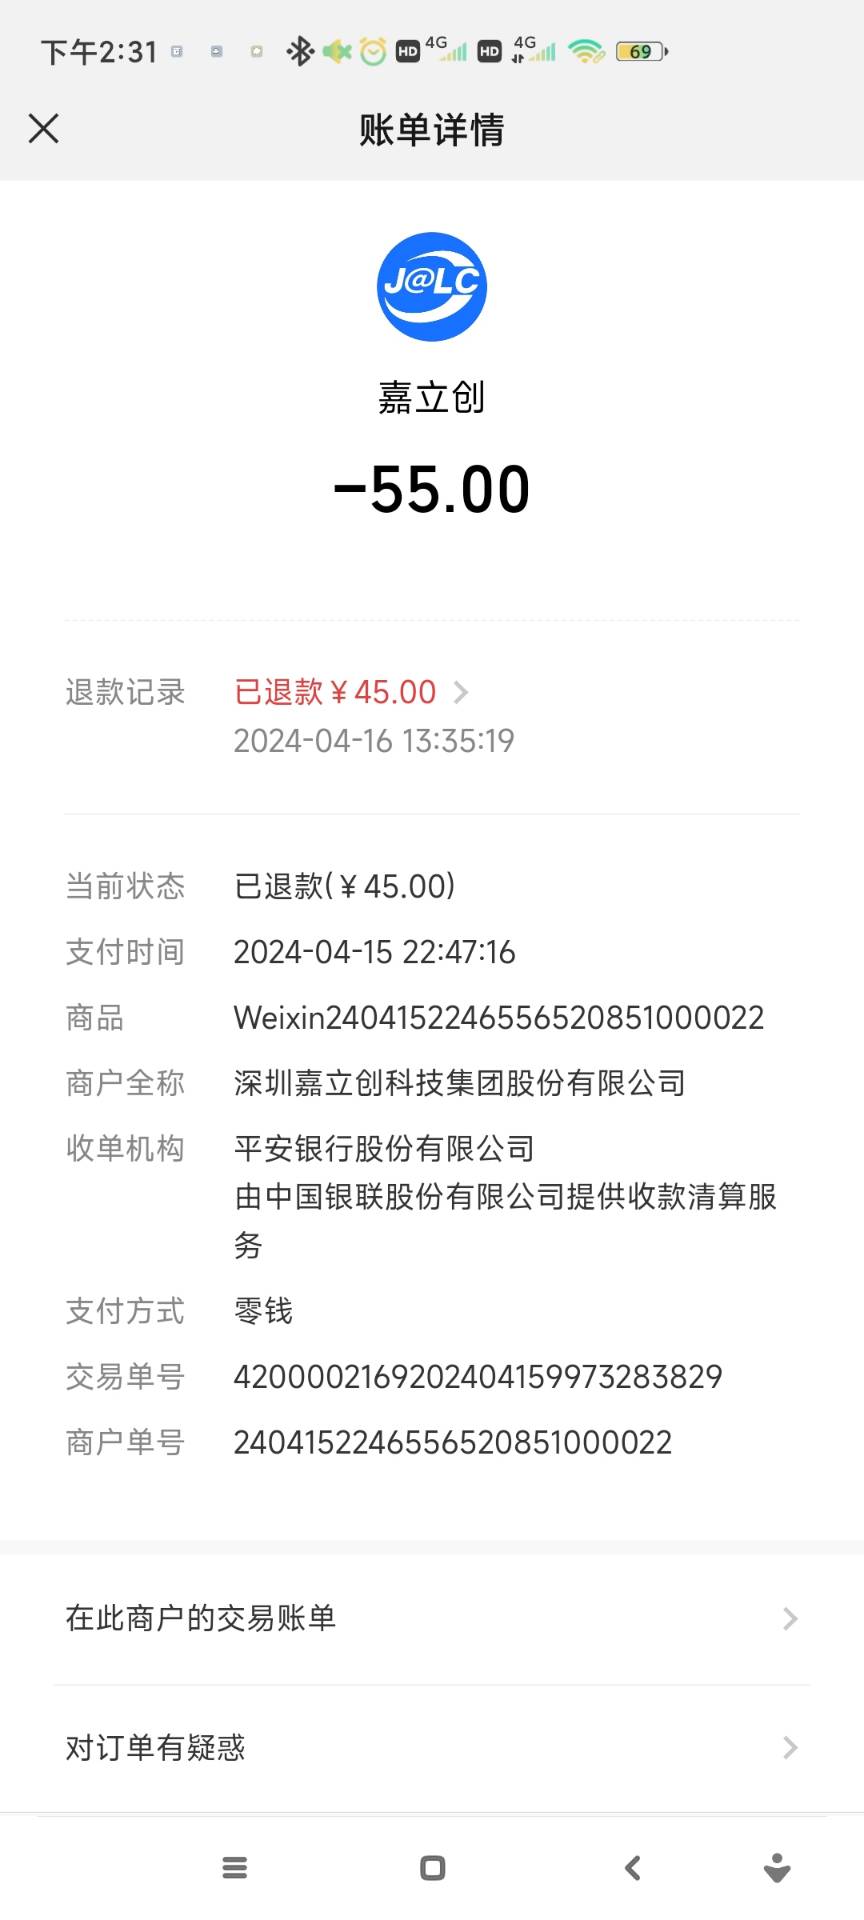 下午2:31
HD 4G HD 4G 69
账单详情
J@LC
嘉立创
-55.00
退款记录 已退款¥45.00
2024-04-16 13:35:19
当前状态 已退款(¥45.00)
支付时间 2024-04-15 22:47:16
商品 Weixin2404152246556520851000022
商户全称 深圳嘉立创科技集团股份有限公司
收单机构 平安银行股份有限公司
由中国银联股份有限公司提供收款清算服
务
支付方式 零钱
交易单号 4200002169202404159973283829
商户单号 2404152246556520851000022
在此商户的交易账单
对订单有疑惑